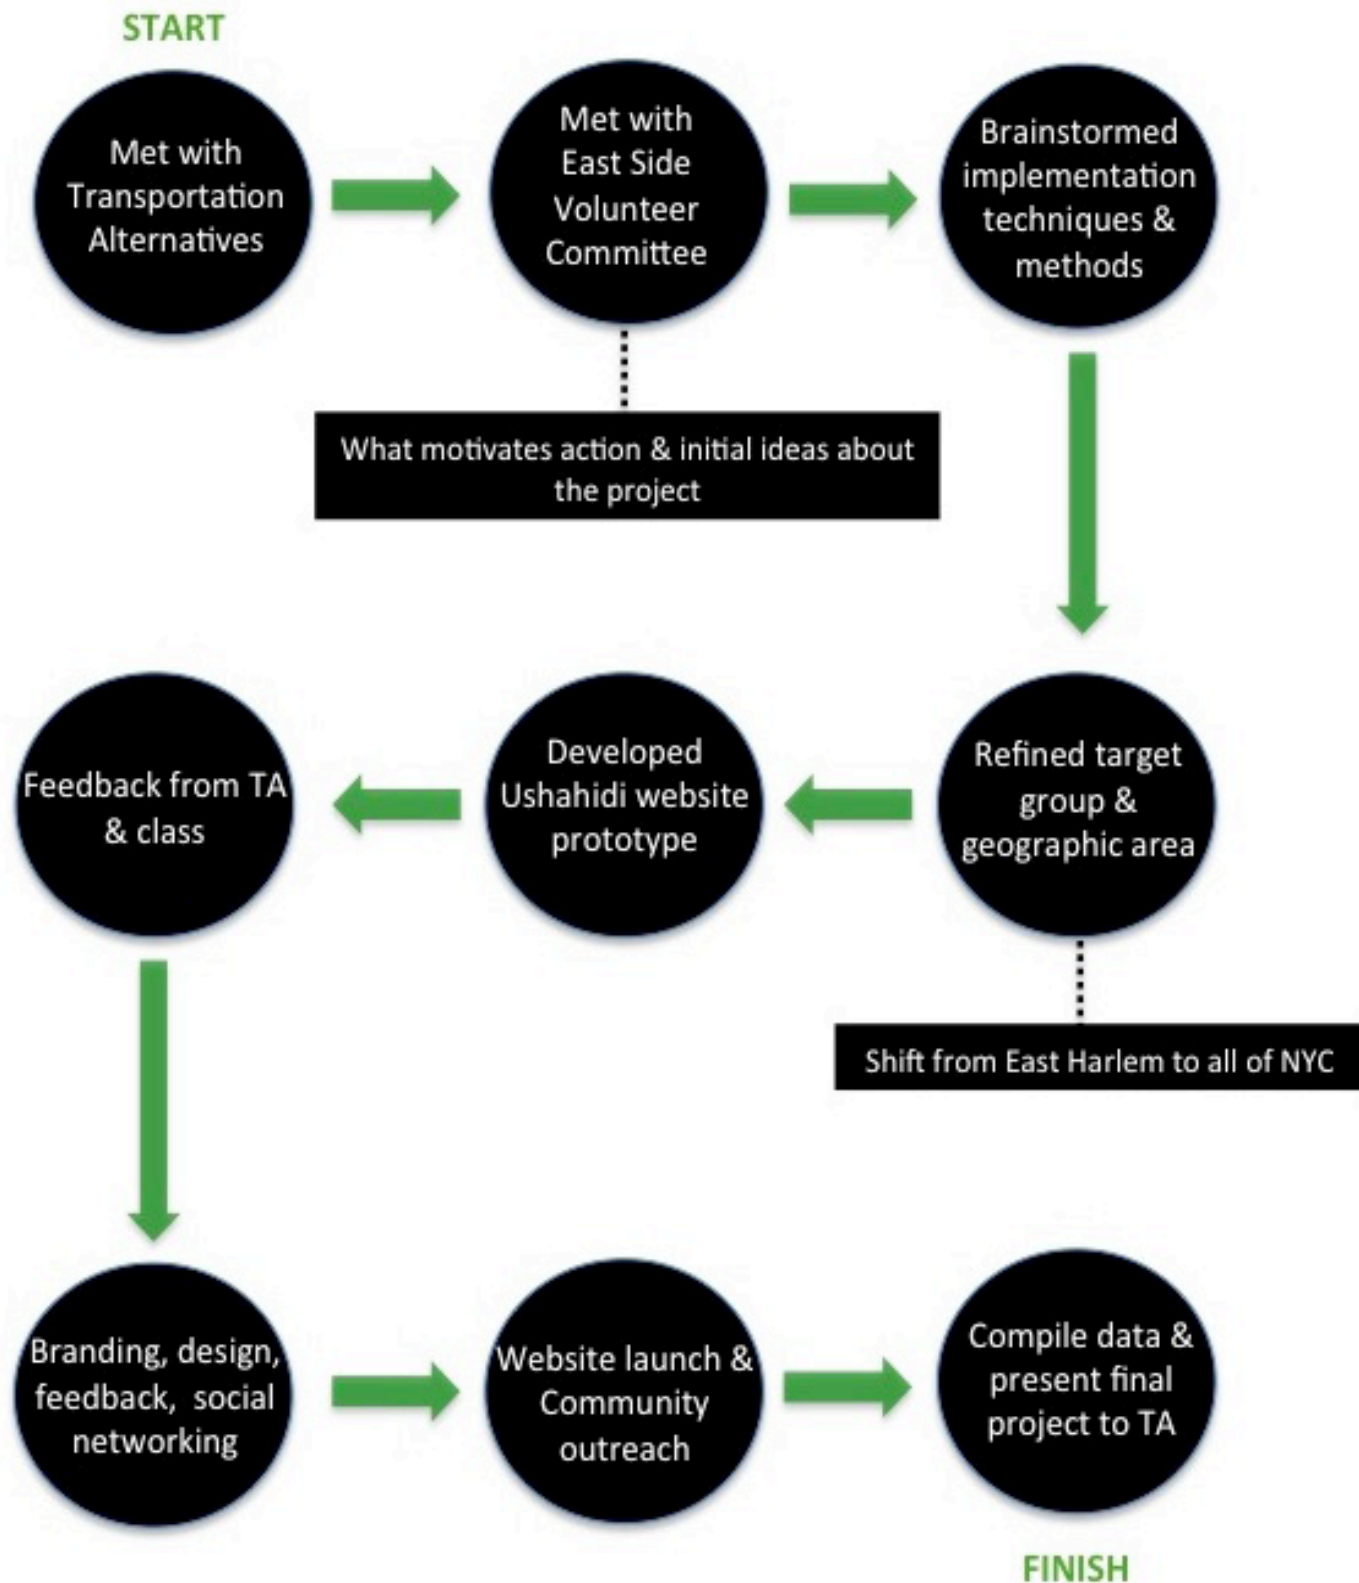 START
Met with
Transportation
Alternatives
Met with
East Side
Volunteer
Committee
Brainstormed
implementation
techniques &
methods
What motivates action & initial ideas about
the project
Refined target
group &
geographic area
Shift from East Harlem to all of NYC
Developed
Ushahidi website
prototype
Feedback from TA
& class
Branding, design,
feedback, social
networking
Website launch &
Community
outreach
Compile data &
present final
project to TA
FINISH